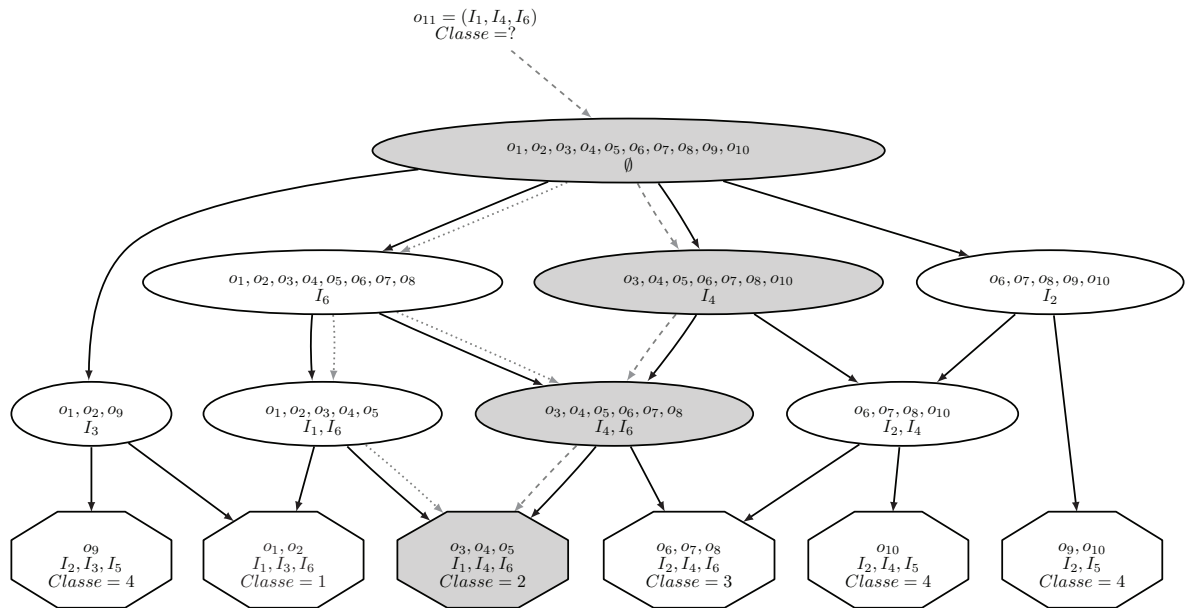 o₁₁ = (I₁, I₄, I₆)
Classe =?
o₁, o₂, o₃, o₄, o₅, o₆, o₇, o₈, o₉, o₁₀
∅
o₁, o₂, o₃, o₄, o₅, o₆, o₇, o₈
I₆
o₃, o₄, o₅, o₆, o₇, o₈, o₁₀
I₄
o₆, o₇, o₈, o₉, o₁₀
I₂
o₁, o₂, o₉
I₃
o₁, o₂, o₃, o₄, o₅
I₁, I₆
o₃, o₄, o₅, o₆, o₇, o₈
I₄, I₆
o₆, o₇, o₈, o₁₀
I₂, I₄
o₉
I₂, I₃, I₅
Classe = 4
o₁, o₂
I₁, I₃, I₆
Classe = 1
o₃, o₄, o₅
I₁, I₄, I₆
Classe = 2
o₆, o₇, o₈
I₂, I₄, I₆
Classe = 3
o₁₀
I₂, I₄, I₅
Classe = 4
o₉, o₁₀
I₂, I₅
Classe = 4